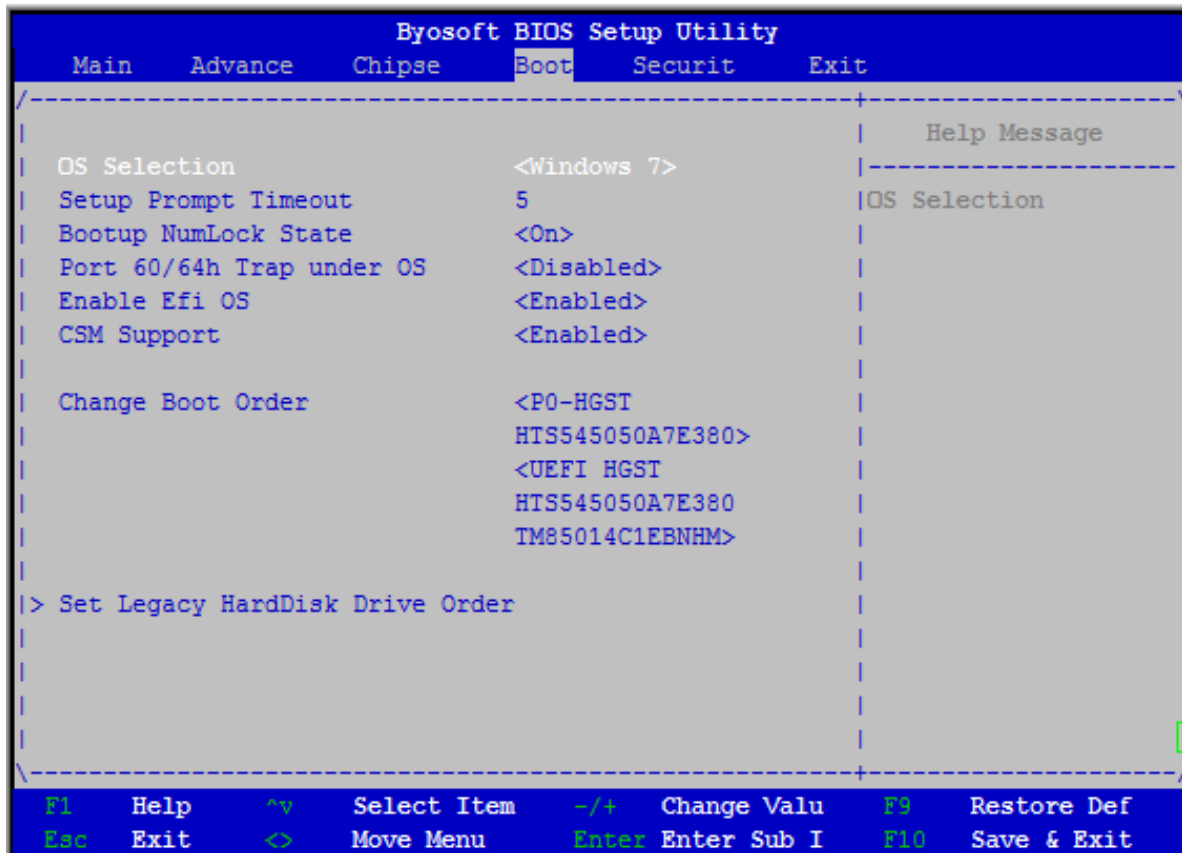 Byosoft BIOS Setup Utility
Main Advance Chipse Boot Securit Exit
Help Message
OS Selection <Windows 7>
Setup Prompt Timeout 5 OS Selection
Bootup NumLock State <On>
Port 60/64h Trap under OS <Disabled>
Enable Efi OS <Enabled>
CSM Support <Enabled>
Change Boot Order <P0-HGST
HTS545050A7E380>
<UEFI HGST
HTS545050A7E380
TM85014C1EBNHM>
> Set Legacy HardDisk Drive Order
F1 Help ^v Select Item -/+ Change Valu F9 Restore Def
Esc Exit <> Move Menu Enter Enter Sub I F10 Save & Exit